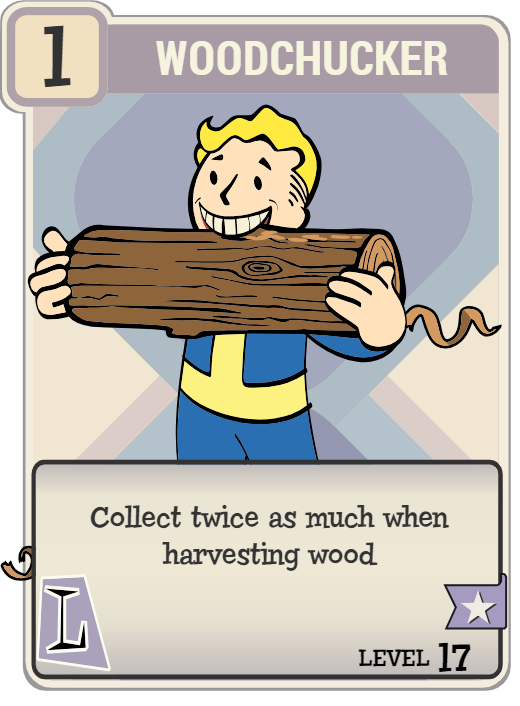 1
WOODCHUCKER
Collect twice as much when
harvesting wood
L
LEVEL 17